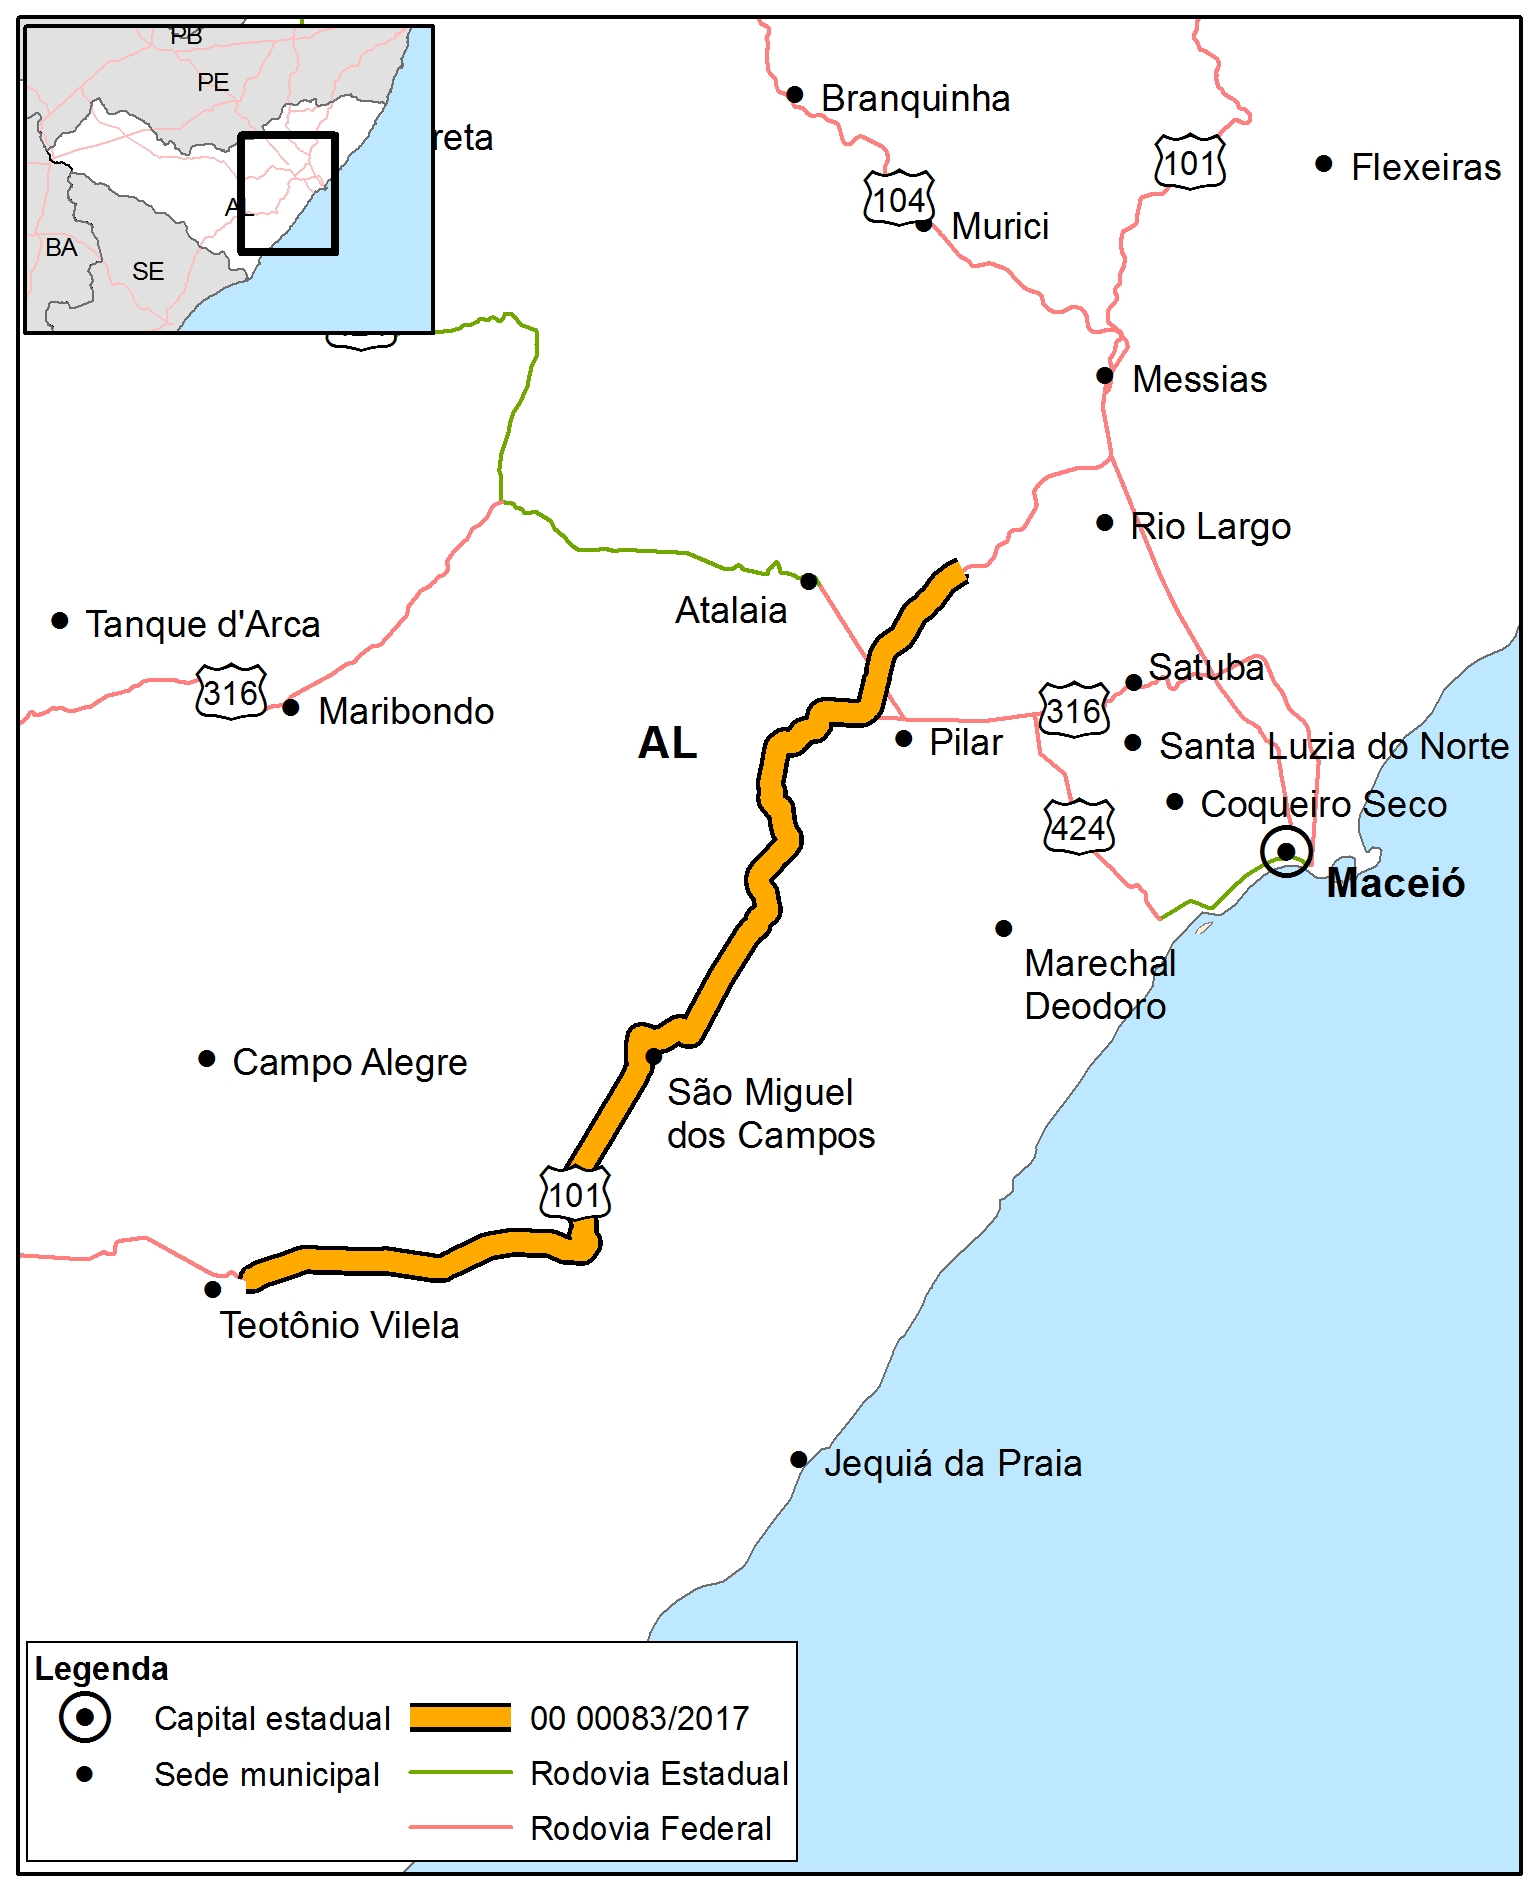 PB
PE
AL
BA
SE
reta
Branquinha
101
Flexeiras
104
Murici
Messias
Rio Largo
Atalaia
Tanque d'Arca
316
Maribondo
AL
Satuba
316
Pilar
Santa Luzia do Norte
Coqueiro Seco
424
Maceió
Marechal
Deodoro
Campo Alegre
São Miguel
dos Campos
101
Teotônio Vilela
Jequiá da Praia
Legenda
Capital estadual
00 00083/2017
Sede municipal
Rodovia Estadual
Rodovia Federal